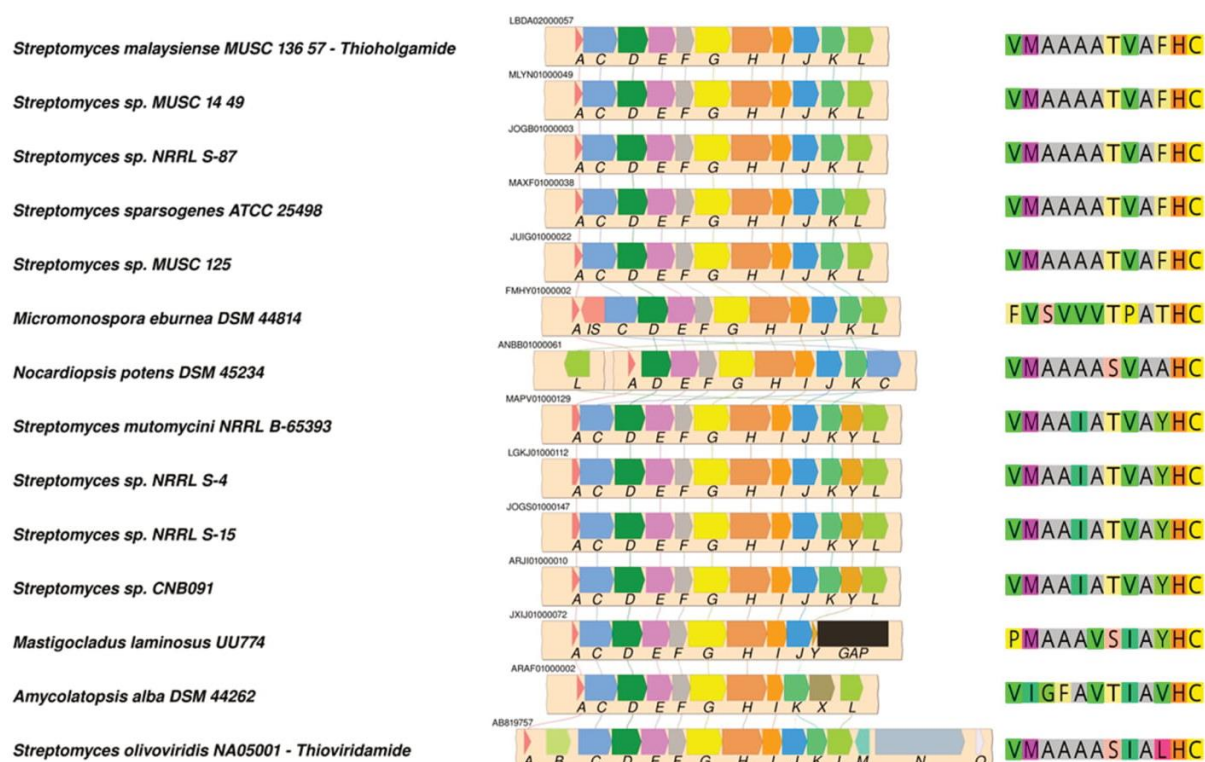 LBDA02000057
Streptomyces malaysiense MUSC 136 57 - Thioholgamide
VMAAAATVAFHC
A C D E F G H I J K L
MLYN01000049
Streptomyces sp. MUSC 14 49
VMAAAATVAFHC
A C D E F G H I J K L
JOGB01000003
Streptomyces sp. NRRL S-87
VMAAAATVAFHC
A C D E F G H I J K L
MAXF01000038
Streptomyces sparsogenes ATCC 25498
VMAAAATVAFHC
A C D E F G H I J K L
JUIG01000022
Streptomyces sp. MUSC 125
VMAAAATVAFHC
A C D E F G H I J K L
FMHY01000002
Micromonospora eburnea DSM 44814
FVSVVVTPATHC
A IS C D E F G H I J K L
ANBB01000061
Nocardiopsis potens DSM 45234
VMAAAASVAAHC
L A D E F G H I J K C
MAPV01000129
Streptomyces mutomycini NRRL B-65393
VMAAIATVAYHC
A C D E F G H I J K Y L
LGKJ01000112
Streptomyces sp. NRRL S-4
VMAAIATVAYHC
A C D E F G H I J K Y L
JOGS01000147
Streptomyces sp. NRRL S-15
VMAAIATVAYHC
A C D E F G H I J K Y L
ARJI01000010
Streptomyces sp. CNB091
VMAAIATVAYHC
A C D E F G H I J K Y L
JXIJ01000072
Mastigocladus laminosus UU774
PMAAAVSIAYHC
A C D E F G H I J Y GAP
ARAF01000002
Amycolatopsis alba DSM 44262
VIGFAVTIAVHC
A C D E F G H I K X L
AB819757
Streptomyces olivoviridis NA05001 - Thioviridamide
VMAAAASIALHC
A B C D E F G H I J K L M N O